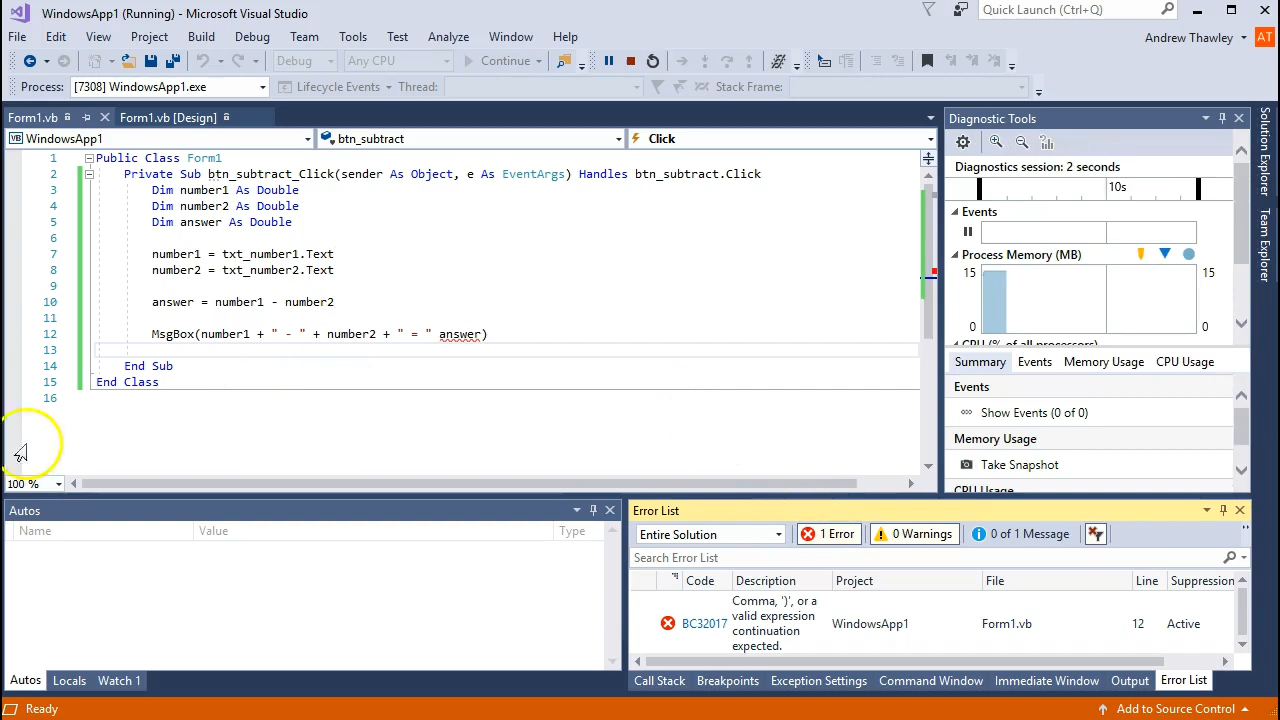 WindowsApp1 (Running) - Microsoft Visual Studio
Quick Launch (Ctrl+Q)
File Edit View Project Build Debug Team Tools Test Analyze Window Help
Andrew Thawley AT
Debug Any CPU Continue
Process: [7308] WindowsApp1.exe Lifecycle Events Thread: Stack Frame:
Form1.vb Form1.vb [Design]
VB WindowsApp1 btn_subtract Click
1 Public Class Form1
2 Private Sub btn_subtract_Click(sender As Object, e As EventArgs) Handles btn_subtract.Click
3 Dim number1 As Double
4 Dim number2 As Double
5 Dim answer As Double
6
7 number1 = txt_number1.Text
8 number2 = txt_number2.Text
9
10 answer = number1 - number2
11
12 MsgBox(number1 + " - " + number2 + " = " answer)
13
14 End Sub
15 End Class
16
100 %
Diagnostic Tools
Diagnostics session: 2 seconds
10s
Events
Process Memory (MB)
15 15
0 0
CPU (% of all processors)
Summary Events Memory Usage CPU Usage
Events
Show Events (0 of 0)
Memory Usage
Take Snapshot
CPU Usage
Solution Explorer
Team Explorer
Autos
Name Value Type
Autos Locals Watch 1
Error List
Entire Solution 1 Error 0 Warnings 0 of 1 Message
Search Error List
Code Description Project File Line Suppression
BC32017 Comma, ')', or a WindowsApp1 Form1.vb 12 Active
valid expression
continuation
expected.
Call Stack Breakpoints Exception Settings Command Window Immediate Window Output Error List
Ready
Add to Source Control